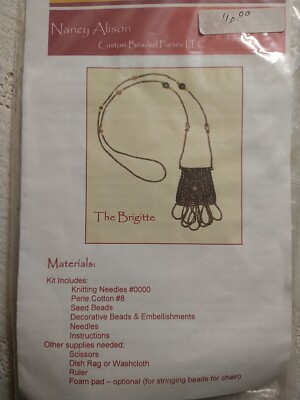 40.00
Nancy Alison
Custom Beaded Purses LLC
The Brigitte
Materials:
Kit Includes:
Knitting Needles #0000
Perle Cotton #8
Seed Beads
Decorative Beads & Embellishments
Needles
Instructions
Other supplies needed:
Scissors
Dish Rag or Washcloth
Ruler
Foam pad – optional (for stringing beads for chain)